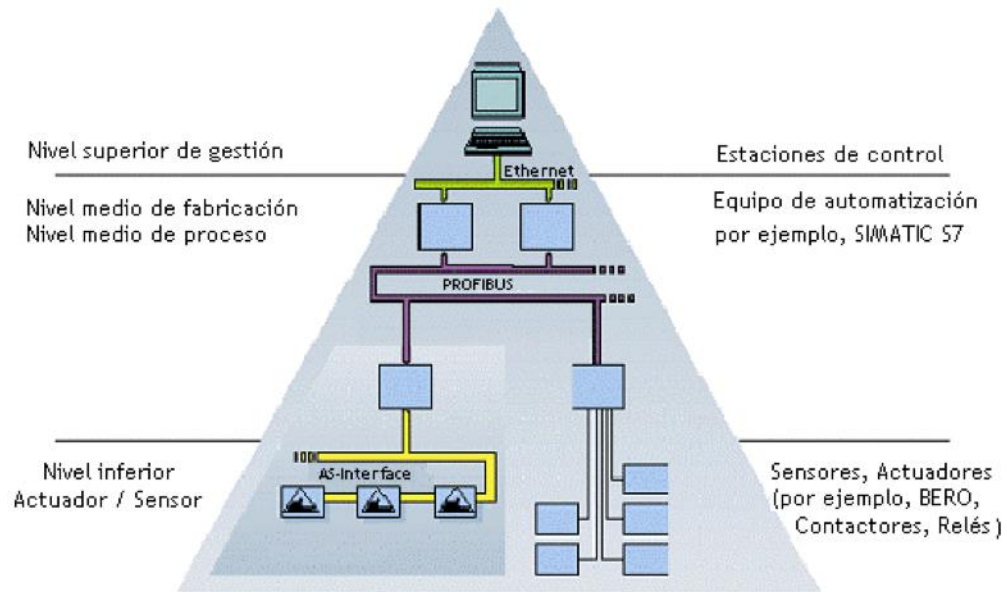 Nivel superior de gestión
Ethernet
Estaciones de control
Nivel medio de fabricación
Nivel medio de proceso
Equipo de automatización
por ejemplo, SIMATIC S7
PROFIBUS
Nivel inferior
Actuador / Sensor
AS-Interface
Sensores, Actuadores
(por ejemplo, BERO,
Contactores, Relés)